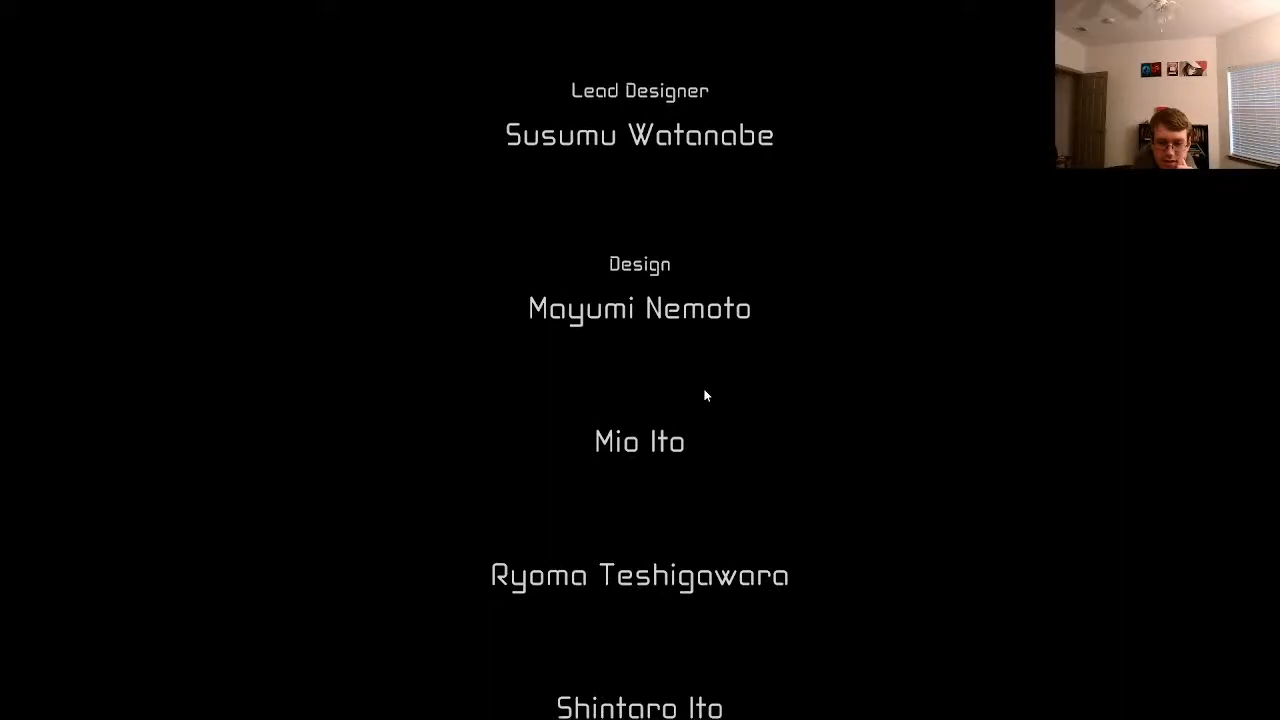 Lead Designer
Susumu Watanabe
Design
Mayumi Nemoto
Mio Ito
Ryoma Teshigawara
Shintaro Ito